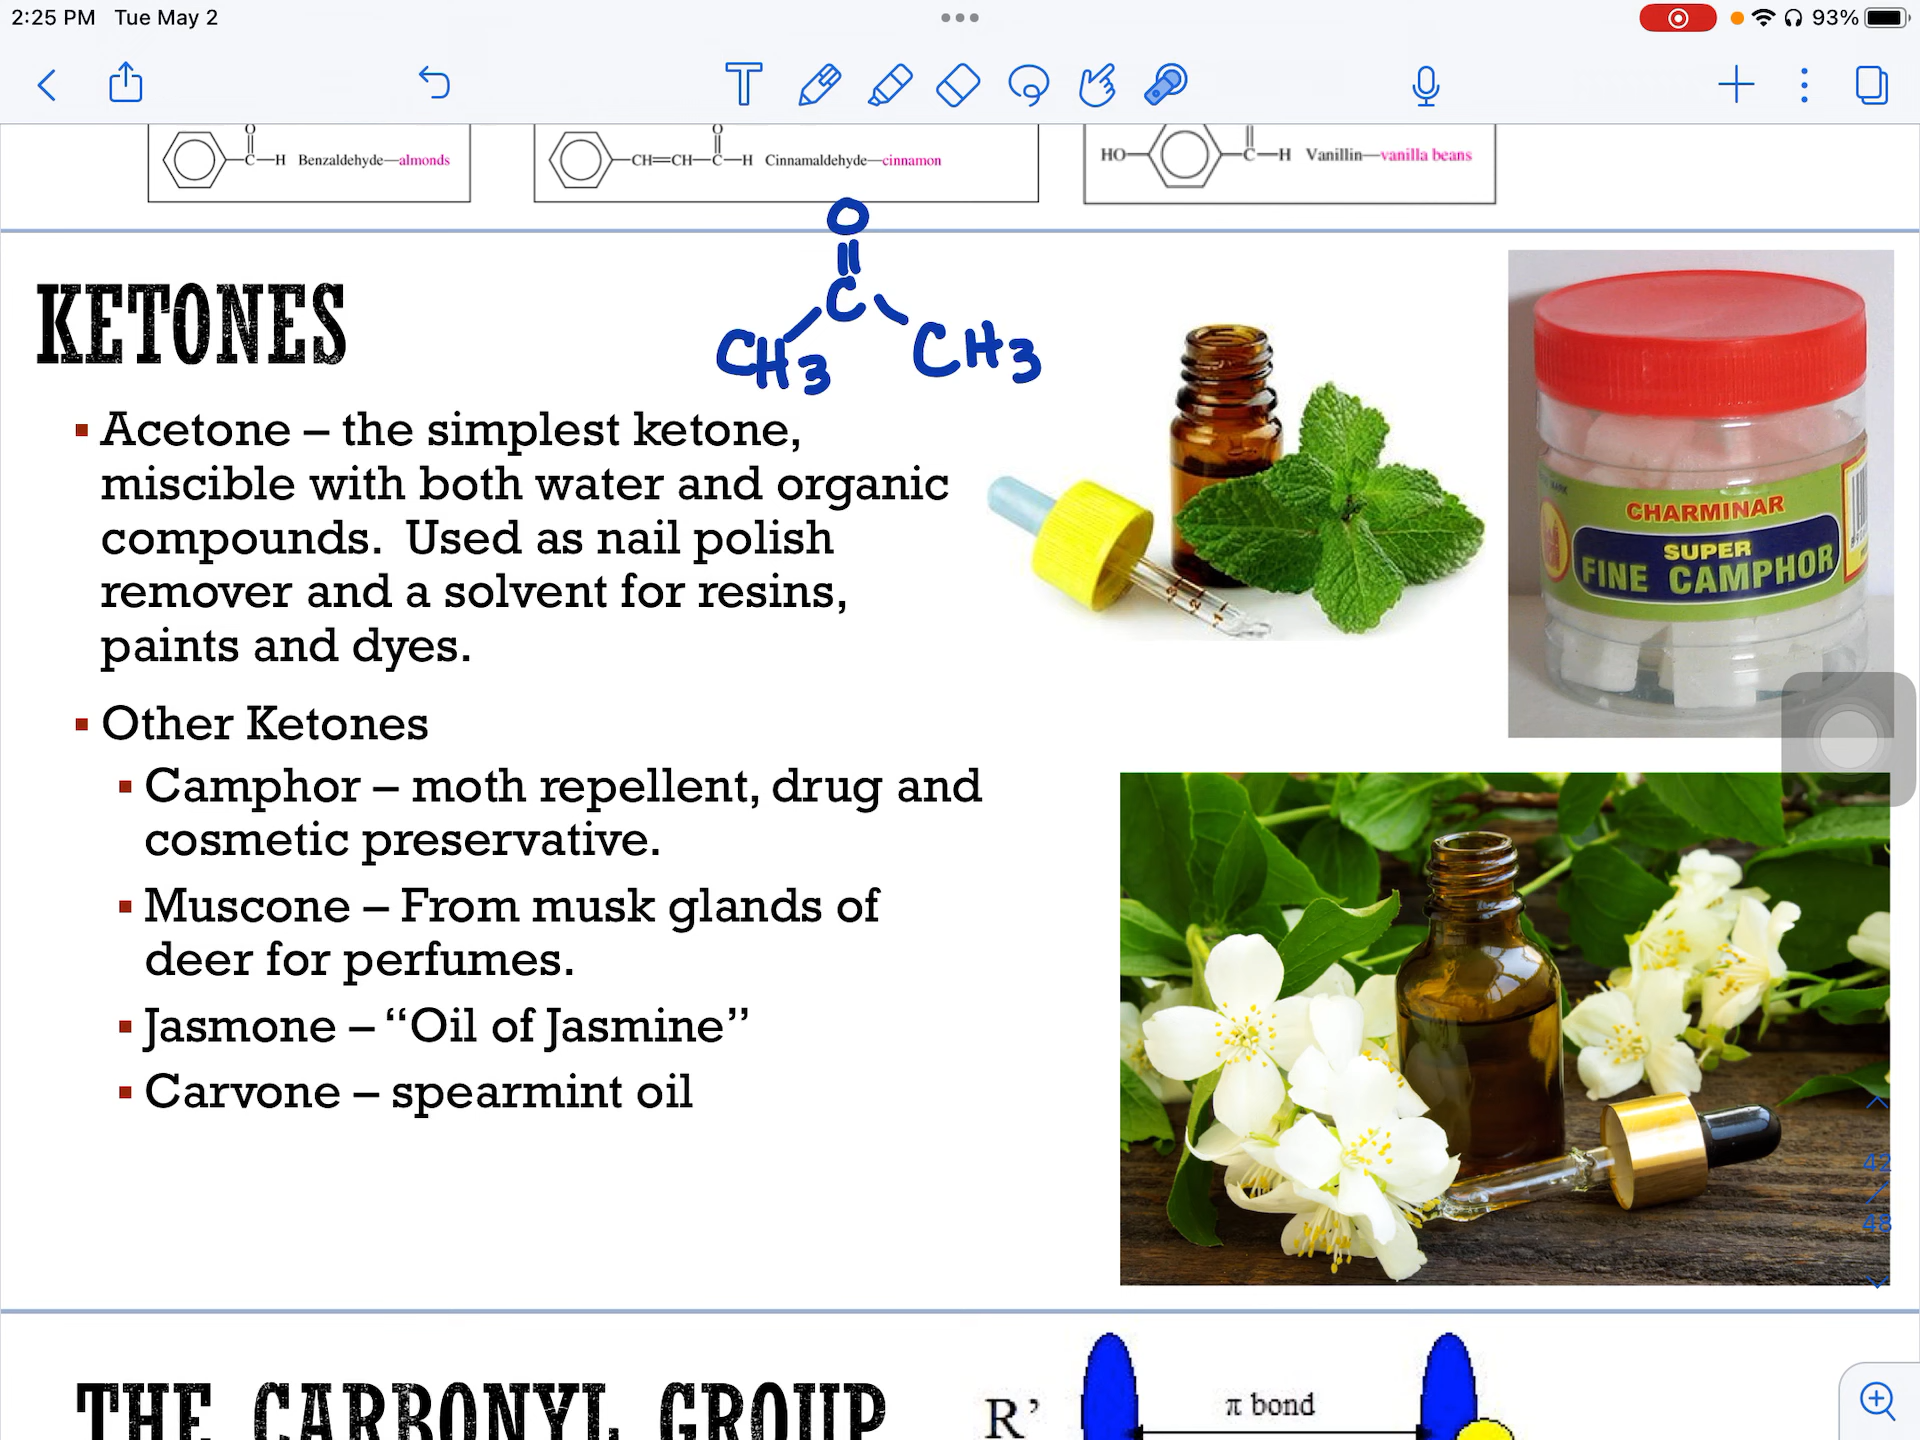 2:25 PM Tue May 2
93%
O
C—H Benzaldehyde—almonds
O
CH=CH—C—H Cinnamaldehyde—cinnamon
HO
C—H Vanillin—vanilla beans
O
C
CH3 CH3
KETONES
Acetone – the simplest ketone,
miscible with both water and organic
compounds. Used as nail polish
remover and a solvent for resins,
paints and dyes.
Other Ketones
Camphor – moth repellent, drug and
cosmetic preservative.
Muscone – From musk glands of
deer for perfumes.
Jasmone – “Oil of Jasmine”
Carvone – spearmint oil
CHARMINAR
SUPER
FINE CAMPHOR
42
/
48
THE CARBONYL GROUP
R’
π bond